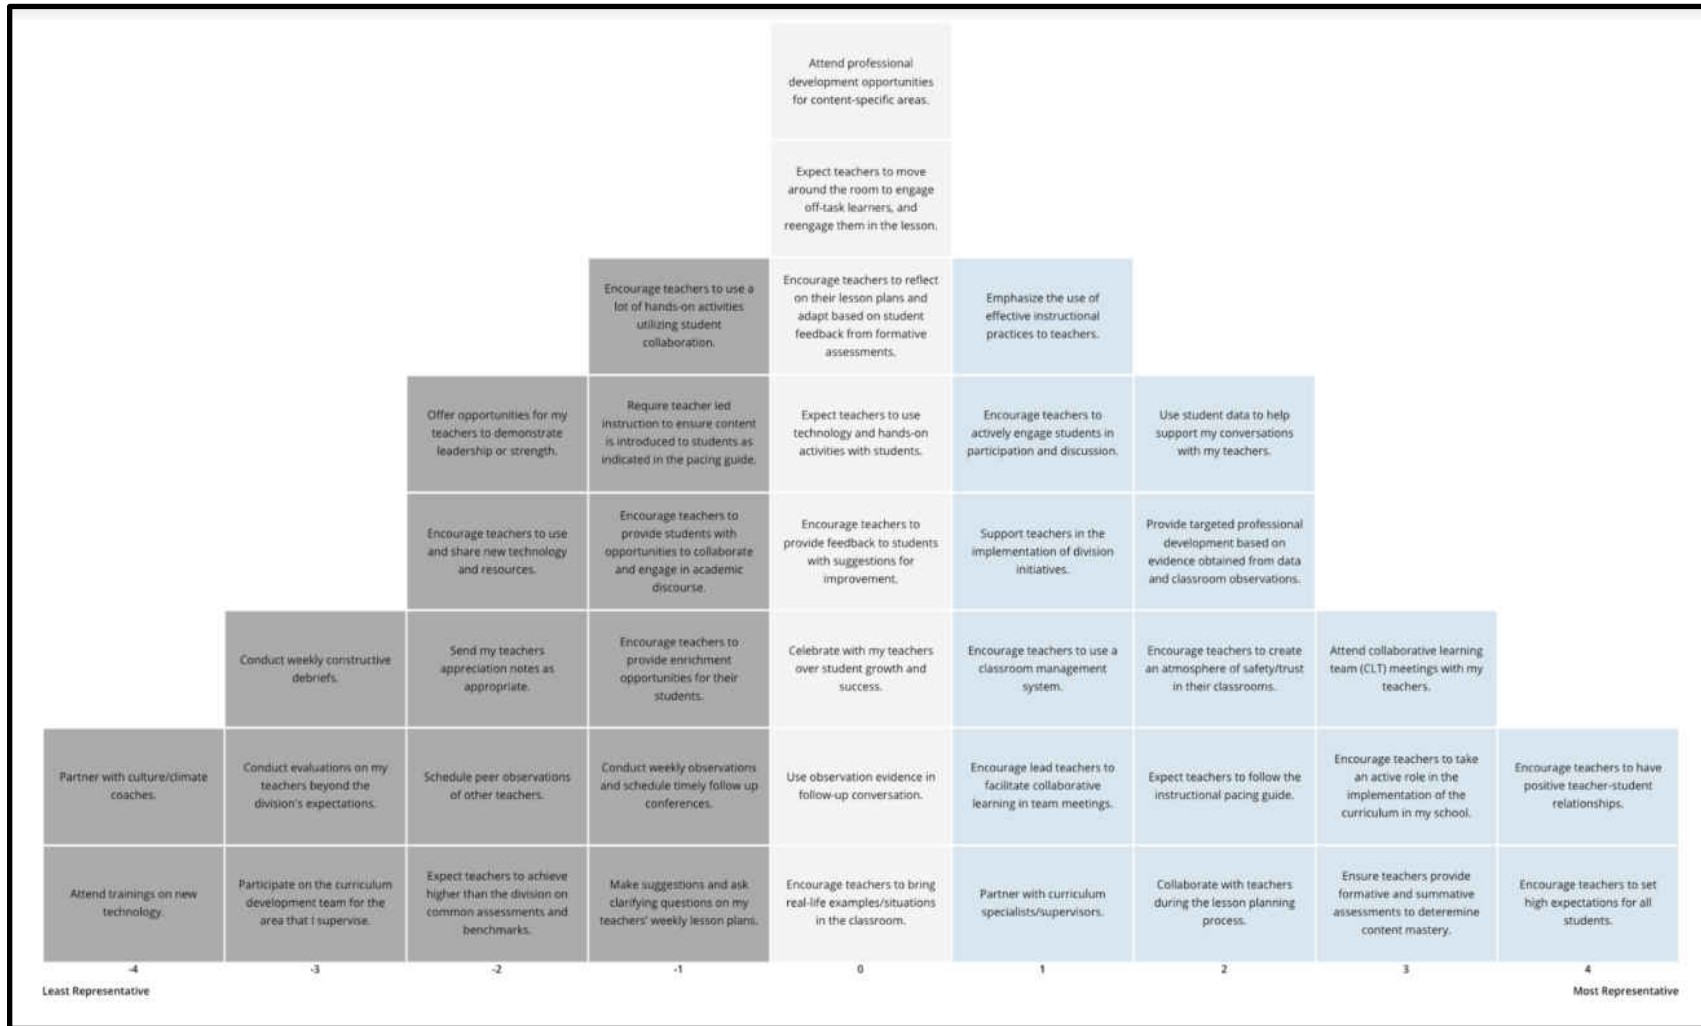 Attend professional
development opportunities
for content-specific areas.
Expect teachers to move
around the room to engage
off-task learners, and
reengage them in the lesson.
Encourage teachers to use a
lot of hands-on activities
utilizing student
collaboration.
Encourage teachers to reflect
on their lesson plans and
adapt based on student
feedback from formative
assessments.
Emphasize the use of
effective instructional
practices to teachers.
Offer opportunities for my
teachers to demonstrate
leadership or strength.
Require teacher led
instruction to ensure content
is introduced to students as
indicated in the pacing guide.
Expect teachers to use
technology and hands-on
activities with students.
Encourage teachers to
actively engage students in
participation and discussion.
Use student data to help
support my conversations
with my teachers.
Encourage teachers to use
and share new technology
and resources.
Encourage teachers to
provide students with
opportunities to collaborate
and engage in academic
discourse.
Encourage teachers to
provide feedback to students
with suggestions for
improvement.
Support teachers in the
implementation of division
initiatives.
Provide targeted professional
development based on
evidence obtained from data
and classroom observations.
Conduct weekly constructive
debriefs.
Send my teachers
appreciation notes as
appropriate.
Encourage teachers to
provide enrichment
opportunities for their
students.
Celebrate with my teachers
over student growth and
success.
Encourage teachers to use a
classroom management
system.
Encourage teachers to create
an atmosphere of safety/trust
in their classrooms.
Attend collaborative learning
team (CLT) meetings with my
teachers.
Partner with culture/climate
coaches.
Conduct evaluations on my
teachers beyond the
division's expectations.
Schedule peer observations
of other teachers.
Conduct weekly observations
and schedule timely follow up
conferences.
Use observation evidence in
follow-up conversation.
Encourage lead teachers to
facilitate collaborative
learning in team meetings.
Expect teachers to follow the
instructional pacing guide.
Encourage teachers to take
an active role in the
implementation of the
curriculum in my school.
Encourage teachers to have
positive teacher-student
relationships.
Attend trainings on new
technology.
Participate on the curriculum
development team for the
area that I supervise.
Expect teachers to achieve
higher than the division on
common assessments and
benchmarks.
Make suggestions and ask
clarifying questions on my
teachers' weekly lesson plans.
Encourage teachers to bring
real-life examples/situations
in the classroom.
Partner with curriculum
specialists/supervisors.
Collaborate with teachers
during the lesson planning
process.
Ensure teachers provide
formative and summative
assessments to deteremine
content mastery.
Encourage teachers to set
high expectations for all
students.
-4 -3 -2 -1 0 1 2 3 4
Least Representative Most Representative